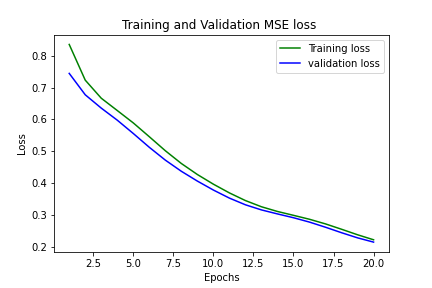 Training and Validation MSE loss
Training loss
validation loss
0.8
0.7
0.6
0.5
0.4
0.3
0.2
Loss
2.5 5.0 7.5 10.0 12.5 15.0 17.5 20.0
Epochs